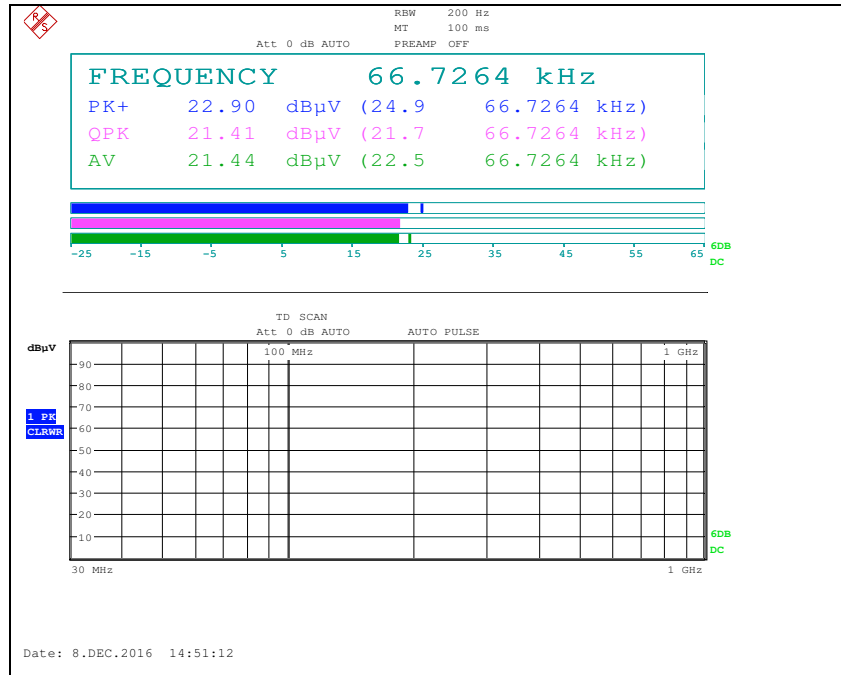 R S
RBW 200 Hz
MT 100 ms
Att 0 dB AUTO PREAMP OFF
FREQUENCY 66.7264 kHz
PK+ 22.90 dBµV (24.9 66.7264 kHz)
QPK 21.41 dBµV (21.7 66.7264 kHz)
AV 21.44 dBµV (22.5 66.7264 kHz)
-25 -15 -5 5 15 25 35 45 55 65
6DB
DC
TD SCAN
Att 0 dB AUTO AUTO PULSE
dBµV
100 MHz 1 GHz
90
80
70
1 PK
CLRWR
60
50
40
30
20
10
6DB
DC
30 MHz 1 GHz
Date: 8.DEC.2016 14:51:12